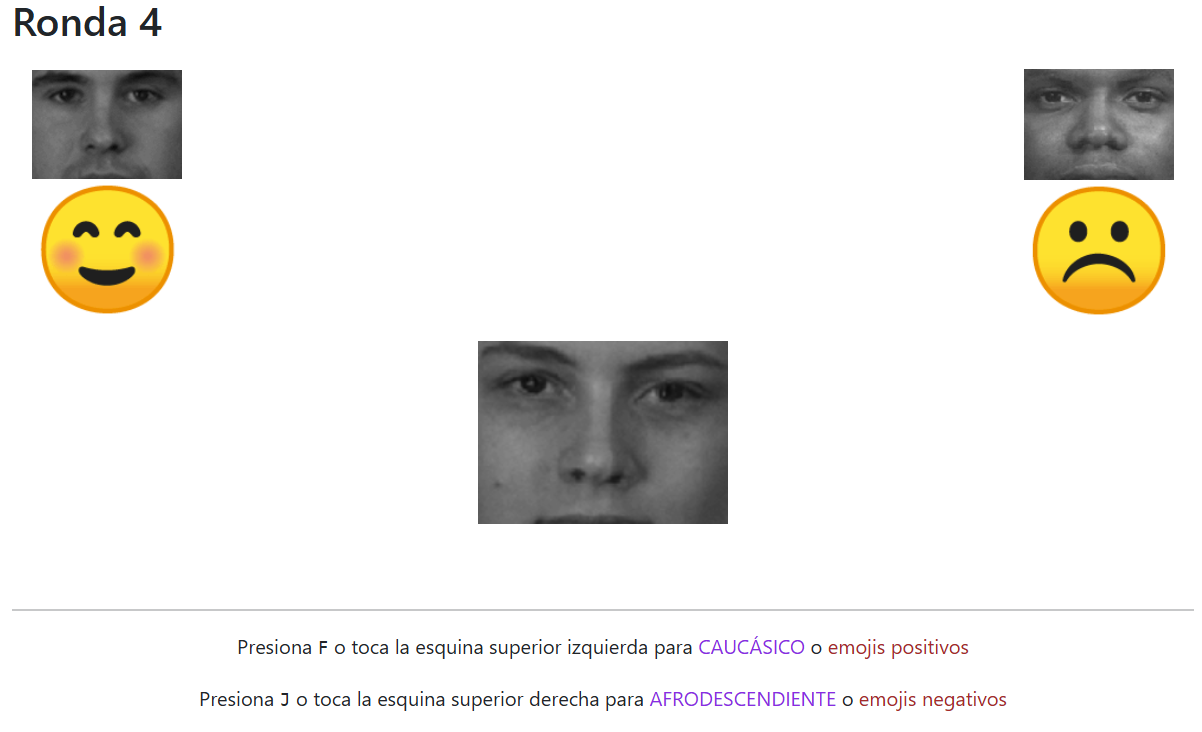 Ronda 4
Presiona F o toca la esquina superior izquierda para CAUCÁSICO o emojis positivos
Presiona J o toca la esquina superior derecha para AFRODESCENDIENTE o emojis negativos